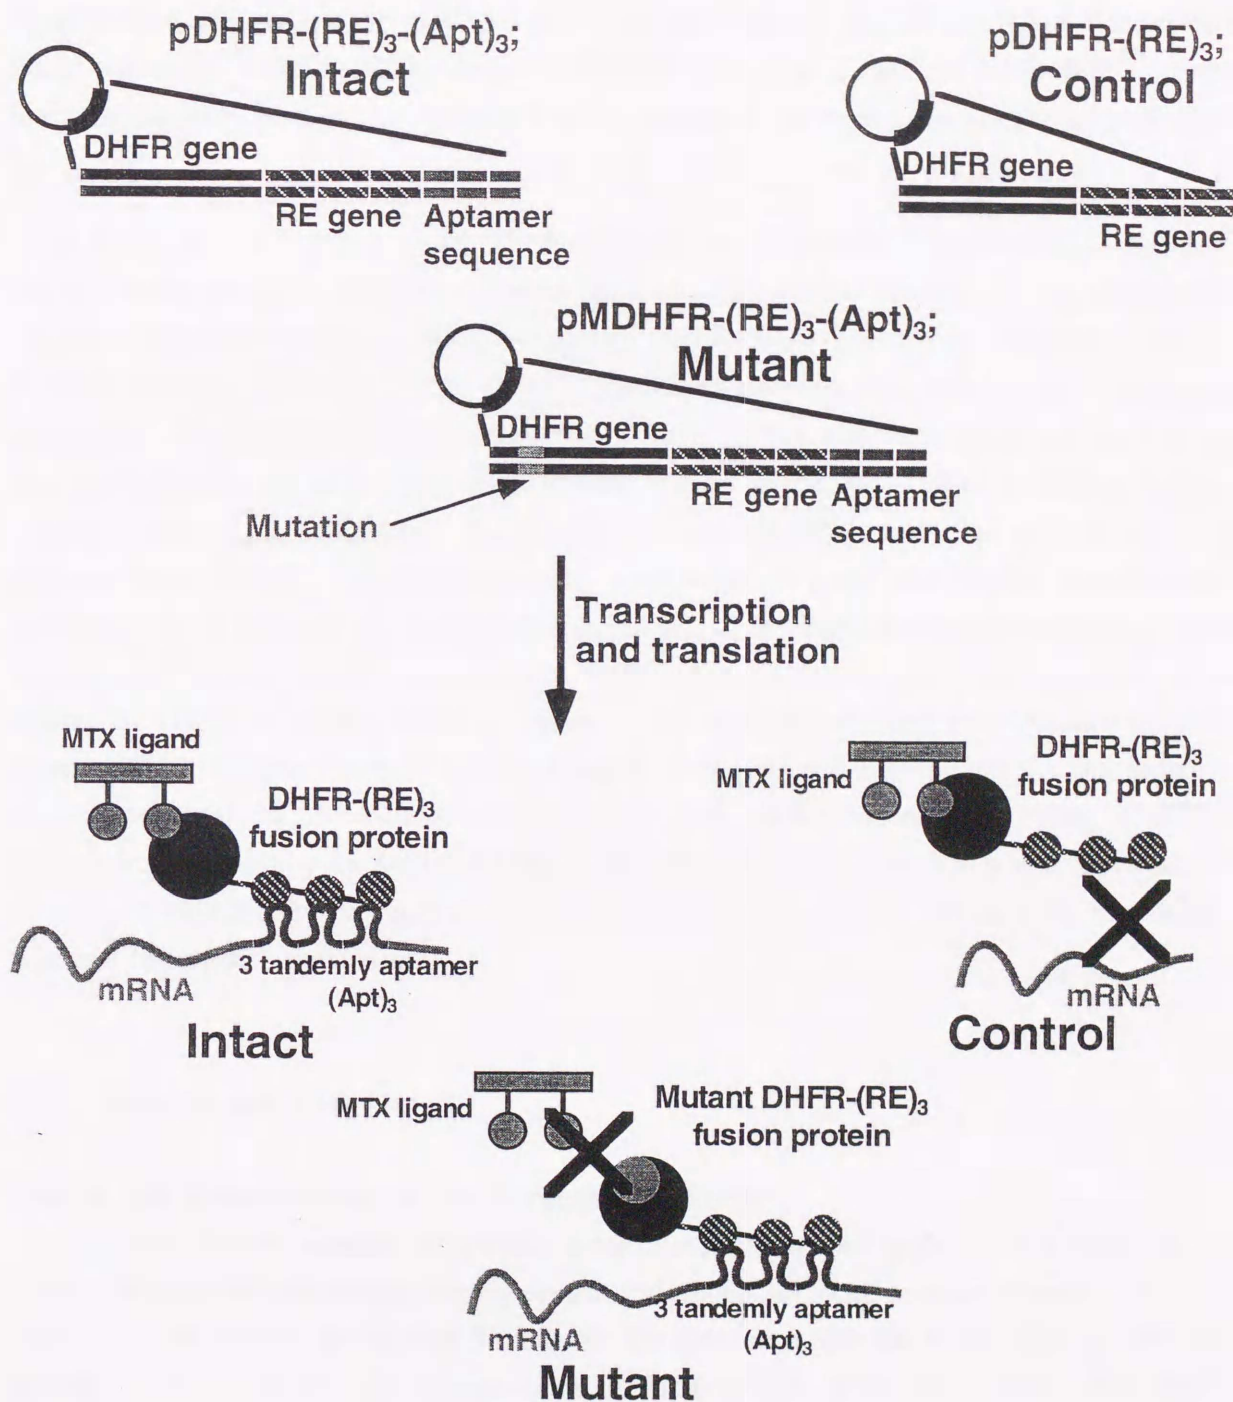 pDHFR-(RE)₃-(Apt)₃;
Intact
DHFR gene
RE gene
Aptamer
sequence
pDHFR-(RE)₃;
Control
DHFR gene
RE gene
pMDHFR-(RE)₃-(Apt)₃;
Mutant
DHFR gene
RE gene
Aptamer
sequence
Mutation
Transcription
and translation
MTX ligand
DHFR-(RE)₃
fusion protein
3 tandemly aptamer
(Apt)₃
mRNA
Intact
MTX ligand
DHFR-(RE)₃
fusion protein
mRNA
Control
MTX ligand
Mutant DHFR-(RE)₃
fusion protein
3 tandemly aptamer
(Apt)₃
mRNA
Mutant